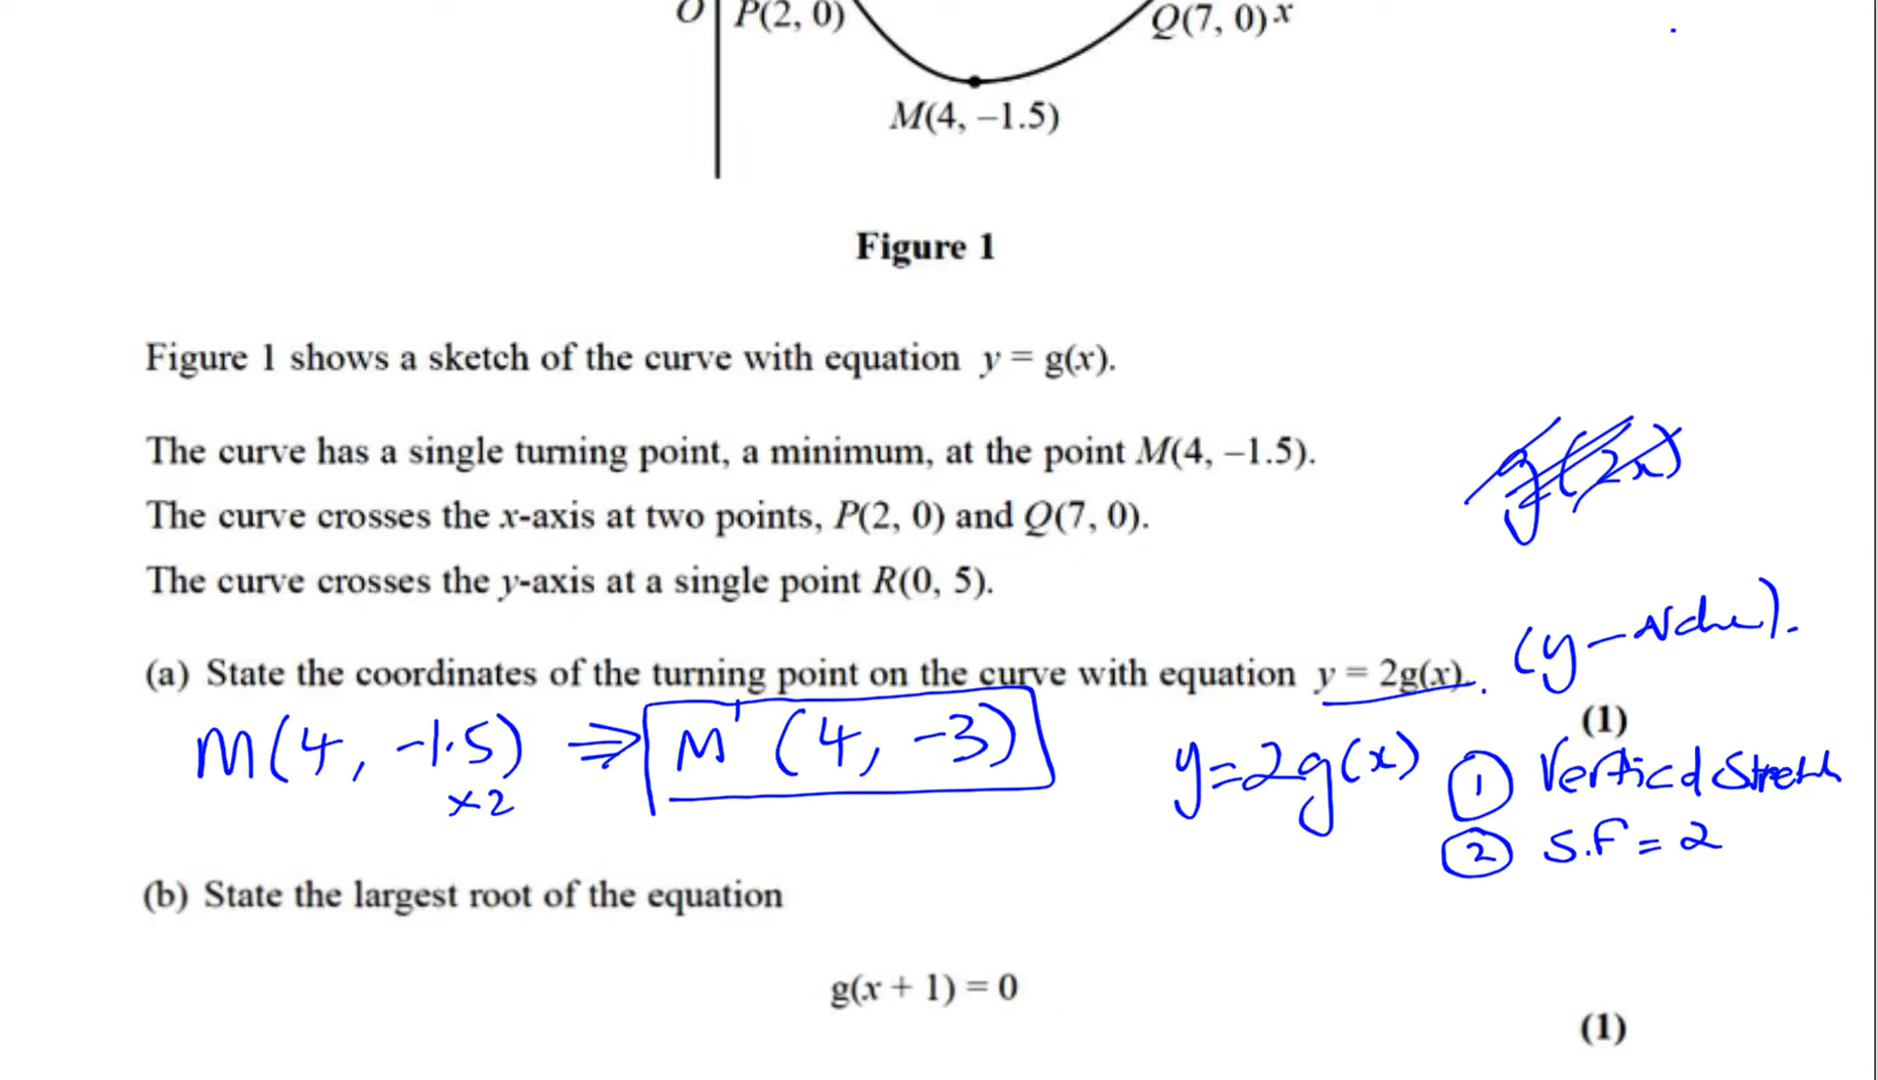 O P(2, 0) Q(7, 0) x
M(4, –1.5)
Figure 1
Figure 1 shows a sketch of the curve with equation y = g(x).
g(2x)
The curve has a single turning point, a minimum, at the point M(4, –1.5).
The curve crosses the x-axis at two points, P(2, 0) and Q(7, 0).
The curve crosses the y-axis at a single point R(0, 5).
(a) State the coordinates of the turning point on the curve with equation y = 2g(x).
(1)
M(4, -1.5) ⇒ M' (4, -3)
×2
y=2g(x) ① Vertical Stretch
② S.F = 2
(b) State the largest root of the equation
g(x + 1) = 0
(1)